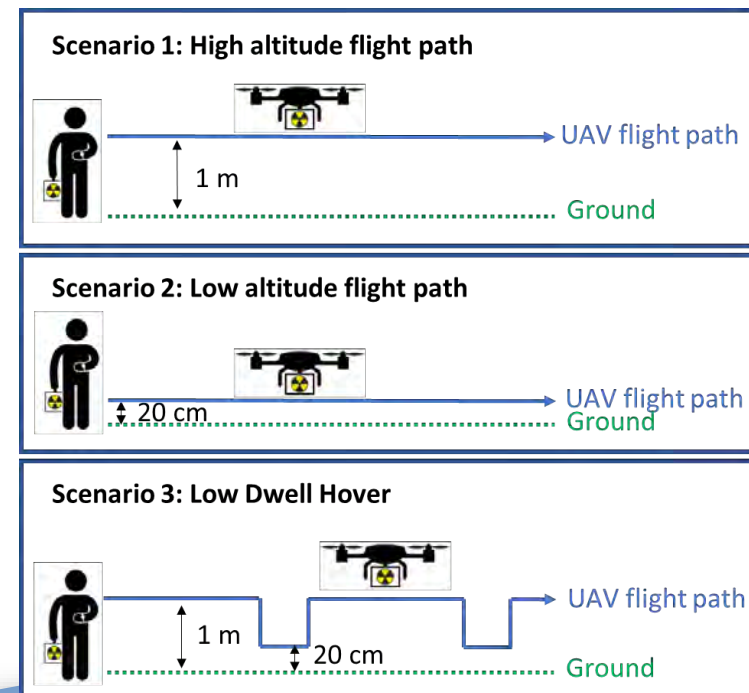 Scenario 1: High altitude flight path
UAV flight path
1 m
Ground
Scenario 2: Low altitude flight path
UAV flight path
20 cm
Ground
Scenario 3: Low Dwell Hover
UAV flight path
1 m
20 cm
Ground